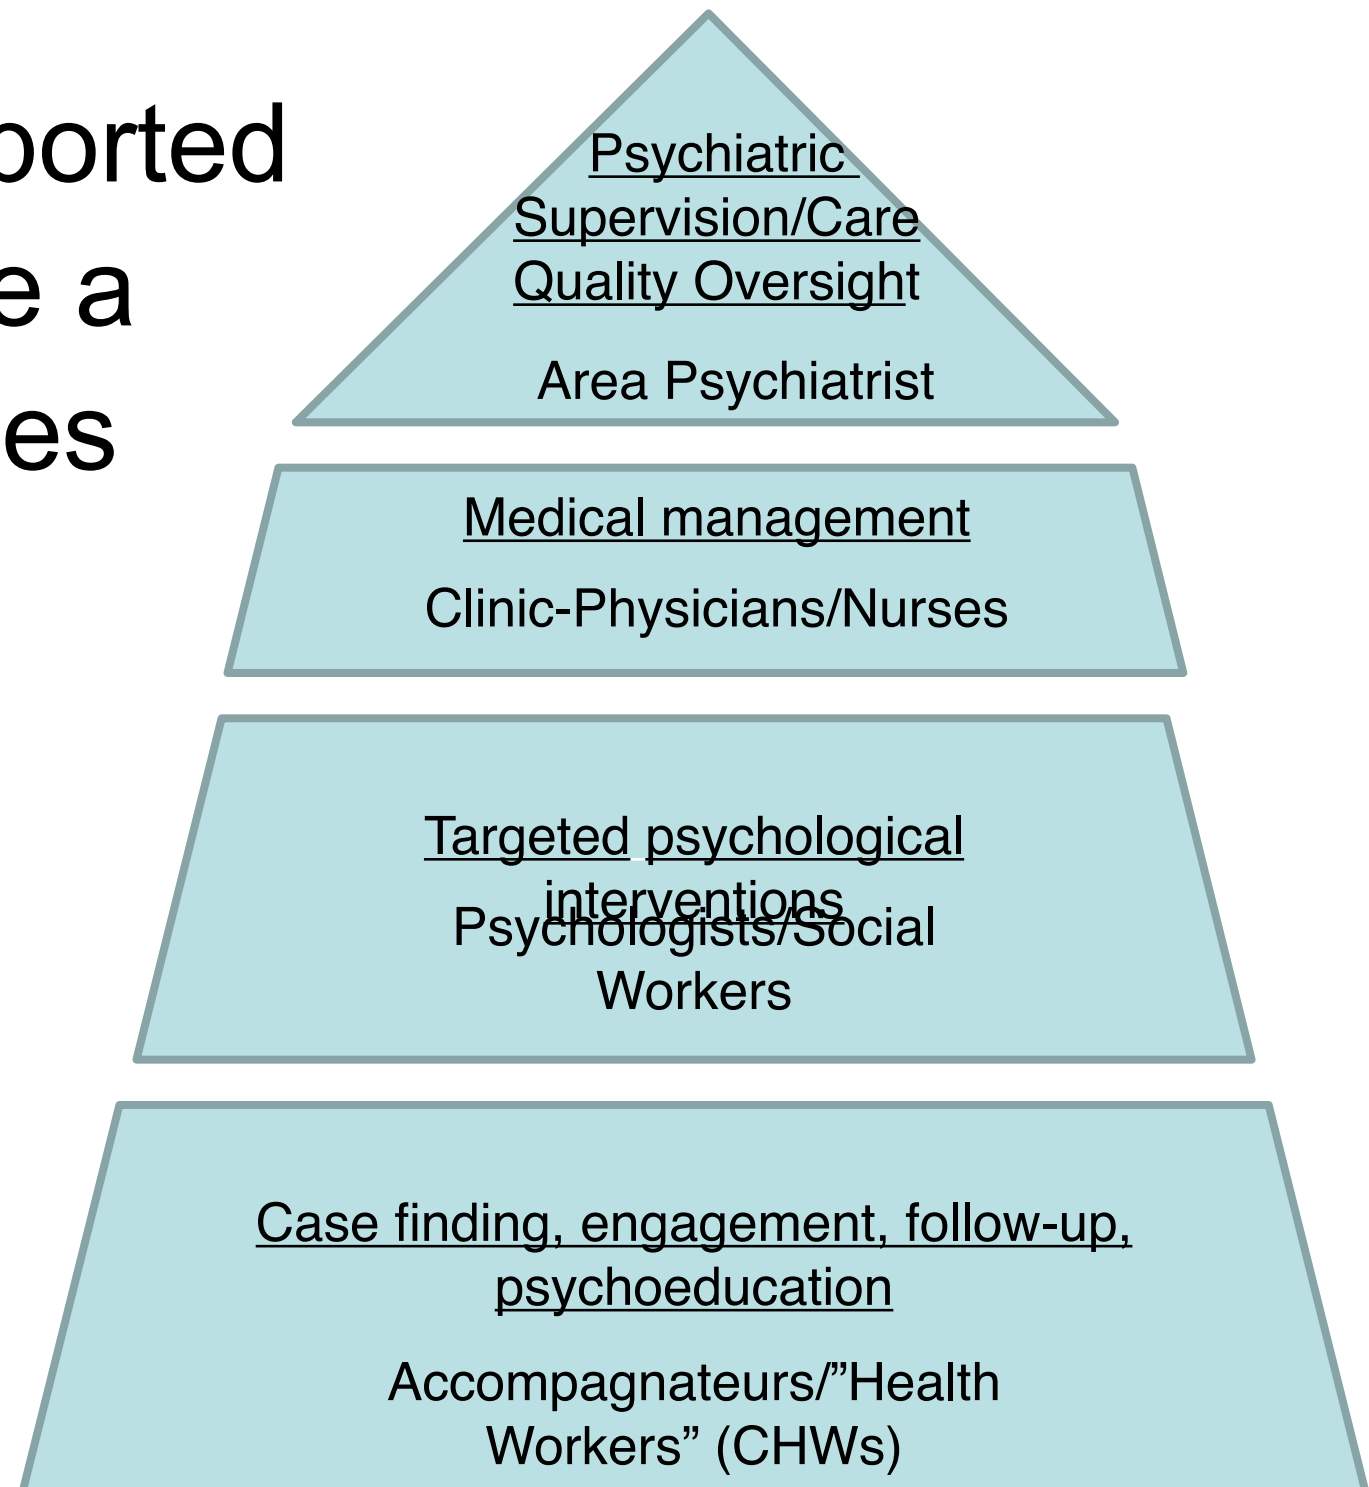 ported
e a
es
Psychiatric
Supervision/Care
Quality Oversight
Area Psychiatrist
Medical management
Clinic-Physicians/Nurses
Targeted psychological
interventions
Psychologists/Social
Workers
Case finding, engagement, follow-up,
psychoeducation
Accompagnateurs/”Health
Workers” (CHWs)